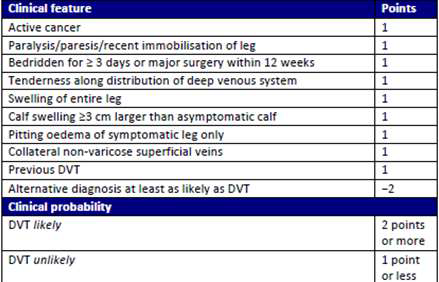 Clinical feature Points
Active cancer 1
Paralysis/paresis/recent immobilisation of leg 1
Bedridden for ≥ 3 days or major surgery within 12 weeks 1
Tenderness along distribution of deep venous system 1
Swelling of entire leg 1
Calf swelling ≥3 cm larger than asymptomatic calf 1
Pitting oedema of symptomatic leg only 1
Collateral non-varicose superficial veins 1
Previous DVT 1
Alternative diagnosis at least as likely as DVT −2
Clinical probability
DVT likely 2 points
or more
DVT unlikely 1 point
or less